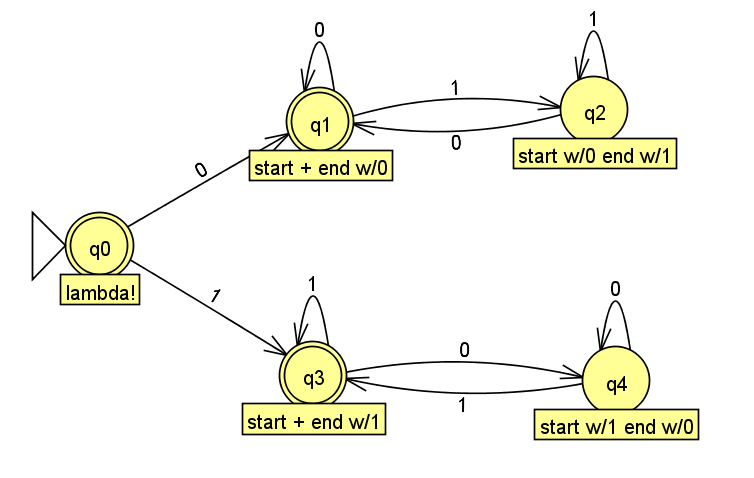 0
q1
start + end w/0
1
0
1
q2
start w/0 end w/1
0
q0
lambda!
1
1
q3
start + end w/1
0
1
0
q4
start w/1 end w/0